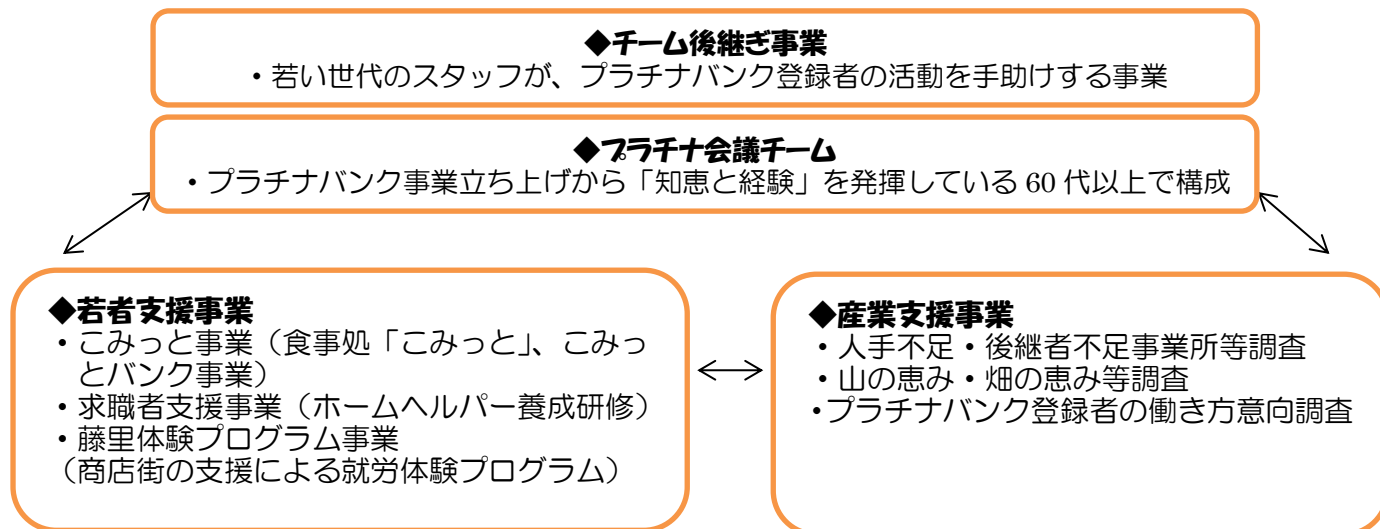 ◆チーム後継ぎ事業
・若い世代のスタッフが、プラチナバンク登録者の活動を手助けする事業
◆プラチナ会議チーム
・プラチナバンク事業立ち上げから「知恵と経験」を発揮している 60 代以上で構成
◆若者支援事業
・こみっと事業（食事処「こみっと」、こみっ
とバンク事業）
・求職者支援事業（ホームヘルパー養成研修）
・藤里体験プログラム事業
（商店街の支援による就労体験プログラム）
◆産業支援事業
・人手不足・後継者不足事業所等調査
・山の恵み・畑の恵み等調査
・プラチナバンク登録者の働き方意向調査